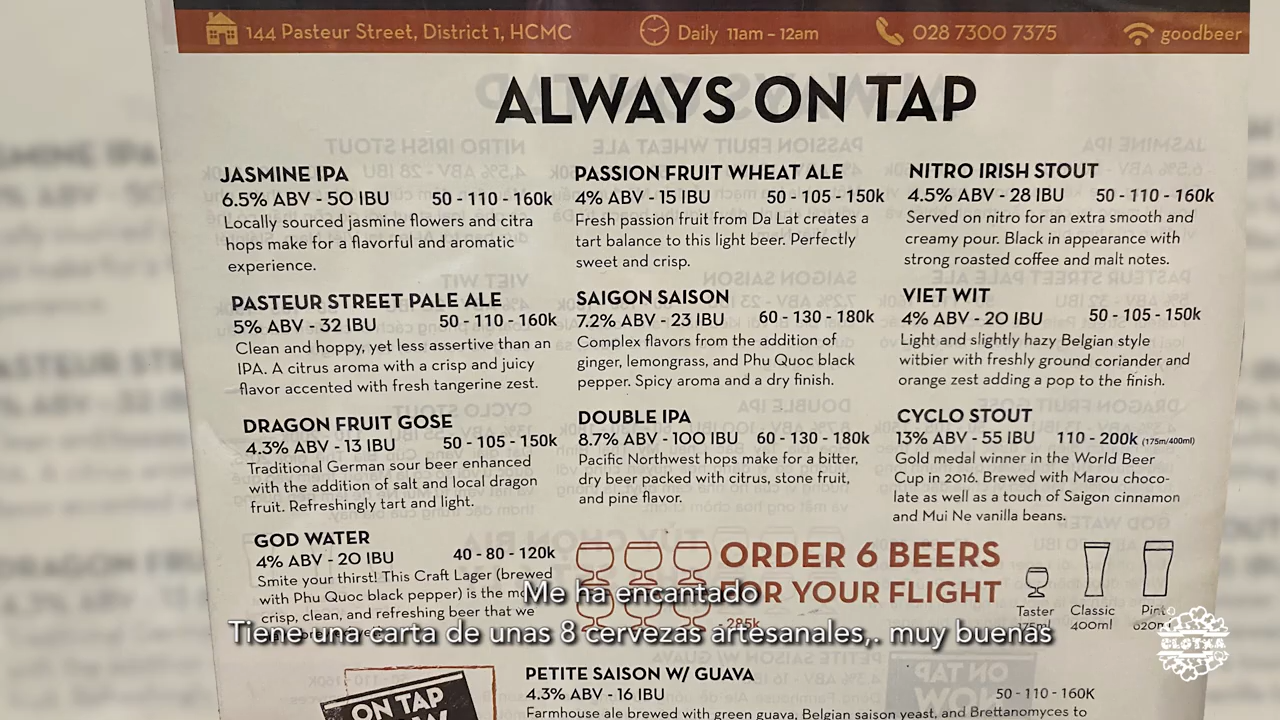 144 Pasteur Street, District 1, HCMC
Daily 11am - 12am
028 7300 7375
goodbeer
ALWAYS ON TAP
JASMINE IPA
6.5% ABV - 50 IBU 50 - 110 - 160k
Locally sourced jasmine flowers and citra
hops make for a flavorful and aromatic
experience.
PASTEUR STREET PALE ALE
5% ABV - 32 IBU 50 - 110 - 160k
Clean and hoppy, yet less assertive than an
IPA. A citrus aroma with a crisp and juicy
flavor accented with fresh tangerine zest.
DRAGON FRUIT GOSE
4.3% ABV - 13 IBU 50 - 105 - 150k
Traditional German sour beer enhanced
with the addition of salt and local dragon
fruit. Refreshingly tart and light.
GOD WATER
4% ABV - 20 IBU 40 - 80 - 120k
Smite your thirst! This Craft Lager (brewed
with Phu Quoc black pepper) is the
crisp, clean, and refreshing beer that we
PASSION FRUIT WHEAT ALE
4% ABV - 15 IBU 50 - 105 - 150k
Fresh passion fruit from Da Lat creates a
tart balance to this light beer. Perfectly
sweet and crisp.
SAIGON SAISON
7.2% ABV - 23 IBU 60 - 130 - 180k
Complex flavors from the addition of
ginger, lemongrass, and Phu Quoc black
pepper. Spicy aroma and a dry finish.
DOUBLE IPA
8.7% ABV - 100 IBU 60 - 130 - 180k
Pacific Northwest hops make for a bitter,
dry beer packed with citrus, stone fruit,
and pine flavor.
NITRO IRISH STOUT
4.5% ABV - 28 IBU 50 - 110 - 160k
Served on nitro for an extra smooth and
creamy pour. Black in appearance with
strong roasted coffee and malt notes.
VIET WIT
4% ABV - 20 IBU 50 - 105 - 150k
Light and slightly hazy Belgian style
witbier with freshly ground coriander and
orange zest adding a pop to the finish.
CYCLO STOUT
13% ABV - 55 IBU 110 - 200k (175m/400ml)
Gold medal winner in the World Beer
Cup in 2016. Brewed with Marou choco-
late as well as a touch of Saigon cinnamon
and Mui Ne vanilla beans.
ORDER 6 BEERS
YOUR FLIGHT
- 285k
Taster
175ml
Classic
400ml
Pint
620m
Me ha encantado
Tiene una carta de unas 8 cervezas artesanales,. muy buenas
CLOTXA
ON TAP
PETITE SAISON W/ GUAVA
4.3% ABV - 16 IBU 50 - 110 - 160K
Farmhouse ale brewed with green guava, Belgian saison yeast, and Brettanomyces to